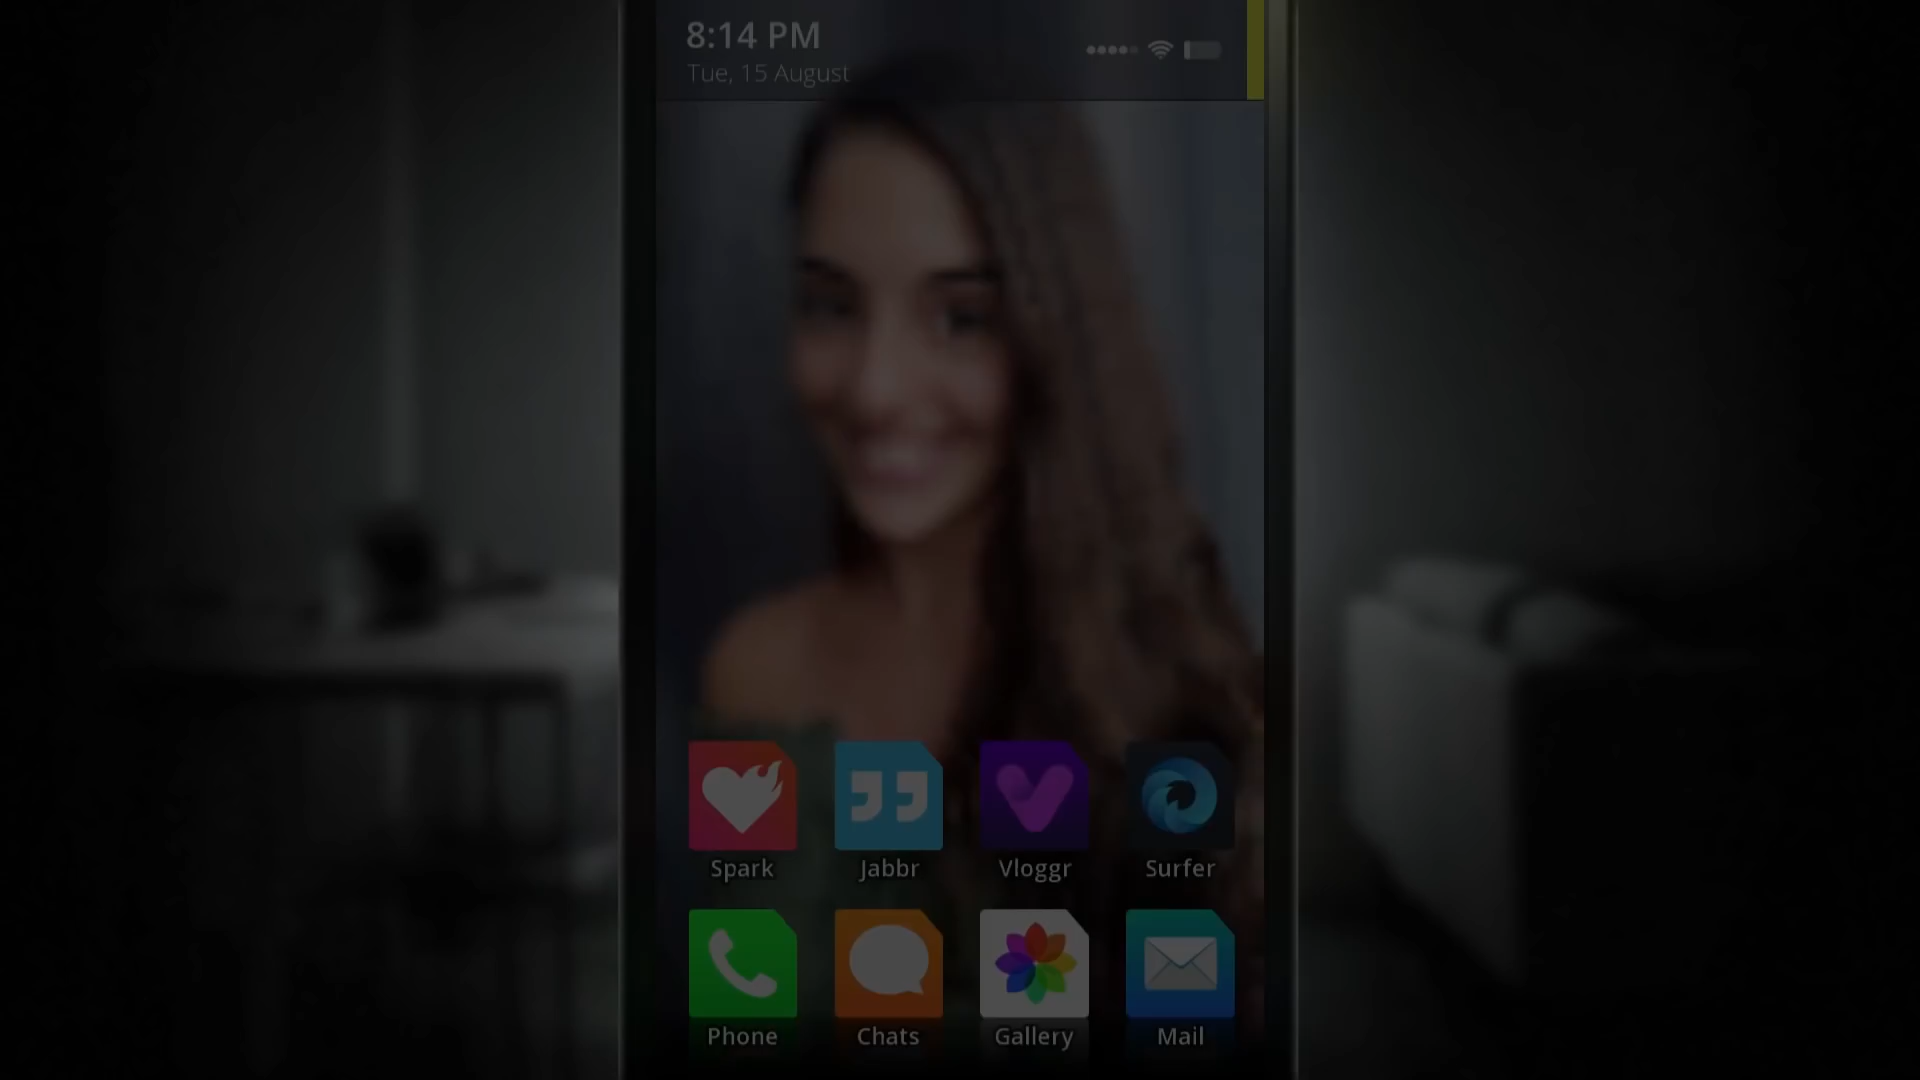 8:14 PM
Tue, 15 August
Spark
Jabbr
Vloggr
Surfer
Phone
Chats
Gallery
Mail